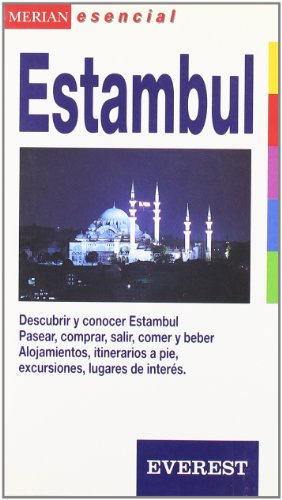 MERIAN esencial
Estambul
Descubrir y conocer Estambul
Pasear, comprar, salir, comer y beber
Alojamientos, itinerarios a pie,
excursiones, lugares de interés.
EVEREST